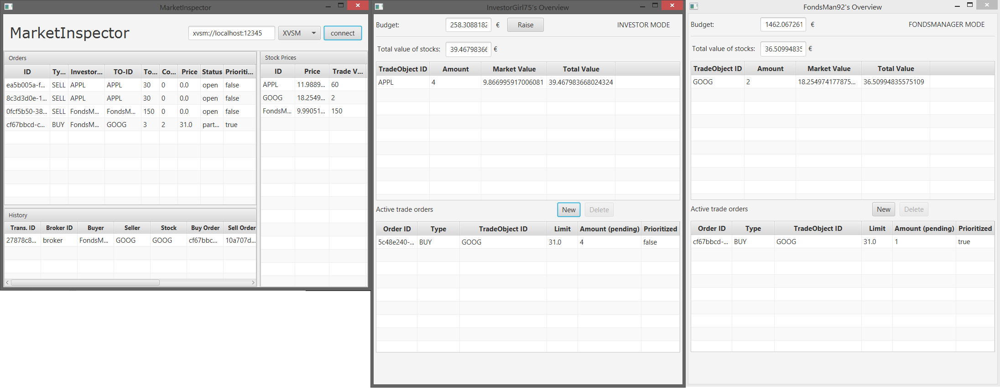 MarketInspector
MarketInspector
xvsm://localhost:12345 XVSM connect
Orders
ID Ty... Investor... TO-ID To... Co... Price Status Prioriti...
ea5b005a-f... SELL APPL APPL 30 0 0.0 open false
8c3d3d0e-1... SELL APPL APPL 30 0 0.0 open false
0fcf5b50-38... SELL FondsM... FondsM... 150 0 0.0 open false
cf67bbcd-c... BUY FondsM... GOOG 3 2 31.0 part... true
Stock Prices
ID Price Trade V...
APPL 11.9889... 60
GOOG 18.2549... 2
FondsM... 9.99051... 150
History
Trans. ID Broker ID Buyer Seller Stock Buy Order Sell Order
27878c8... broker FondsM... GOOG GOOG cf67bbc... 10a707d...
InvestorGirl75's Overview
Budget: 258.3088182 € Raise INVESTOR MODE
Total value of stocks: 39.46798366 €
TradeObject ID Amount Market Value Total Value
APPL 4 9.866995917006081 39.467983668024324
Active trade orders New Delete
Order ID Type TradeObject ID Limit Amount (pending) Prioritized
5c48e240-... BUY GOOG 31.0 4 false
FondsMan92's Overview
Budget: 1462.067261 € FONDSMANAGER MODE
Total value of stocks: 36.50994835 €
TradeObject ID Amount Market Value Total Value
GOOG 2 18.254974177875... 36.50994835575109
Active trade orders New Delete
Order ID Type TradeObject ID Limit Amount (pending) Prioritized
cf67bbcd-... BUY GOOG 31.0 1 true